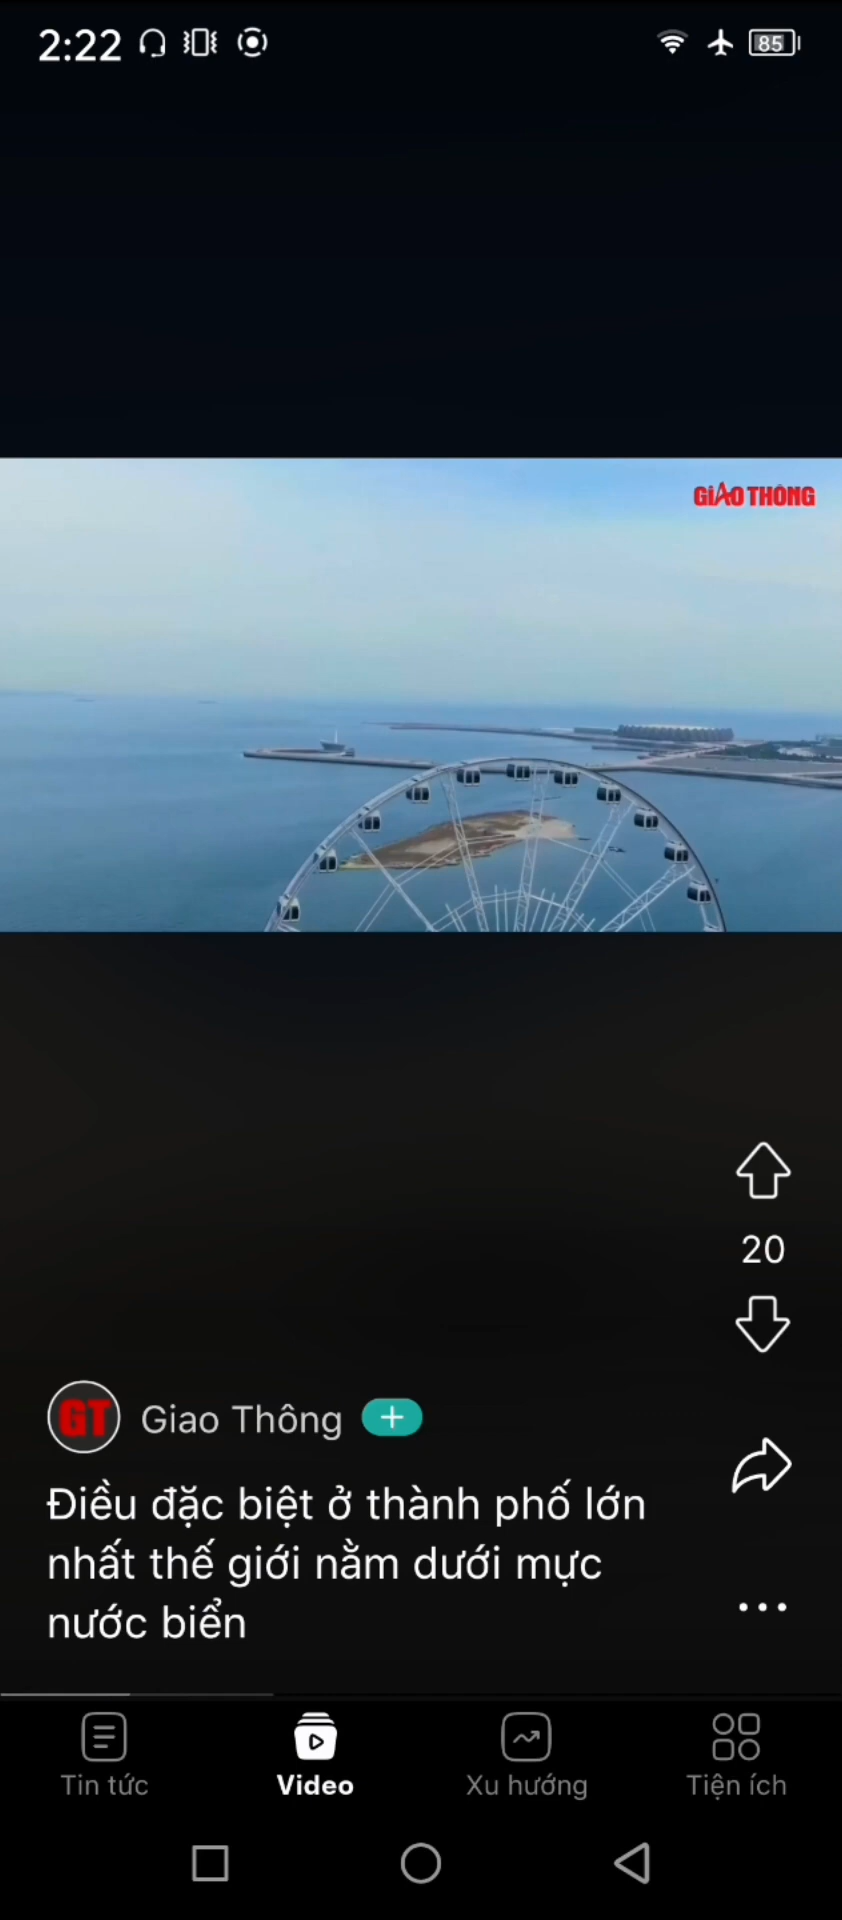 2:22
85
GIAO THÔNG
20
GT
Giao Thông
Điều đặc biệt ở thành phố lớn
nhất thế giới nằm dưới mực
nước biển
Tin tức
Video
Xu hướng
Tiện ích